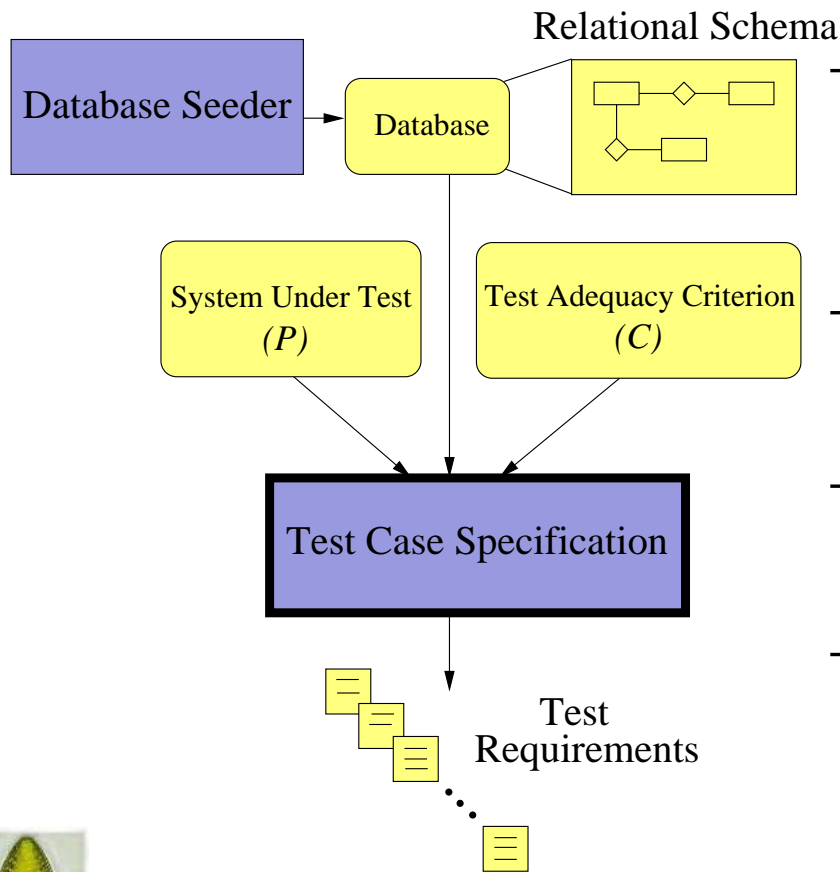 Relational Schema
Database Seeder
Database
System Under Test
(P)
Test Adequacy Criterion
(C)
Test Case Specification
Test
Requirements